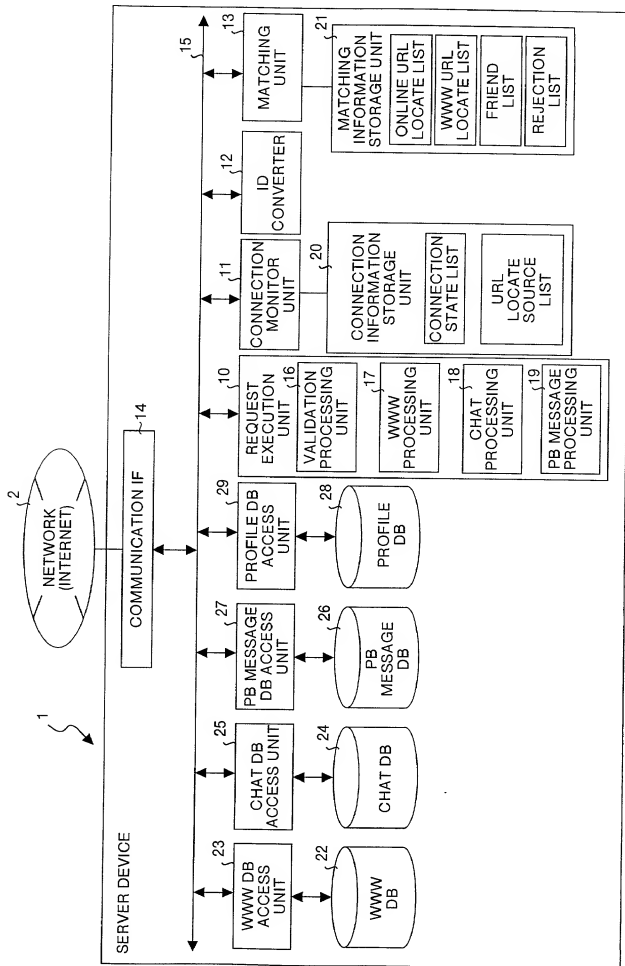 2
NETWORK
(INTERNET)
1
14
COMMUNICATION IF
SERVER DEVICE
15
23
WWW DB
ACCESS
UNIT
25
CHAT DB
ACCESS UNIT
27
PB MESSAGE
DB ACCESS
UNIT
29
PROFILE DB
ACCESS
UNIT
10
REQUEST
EXECUTION
UNIT
16
VALIDATION
PROCESSING
UNIT
17
WWW
PROCESSING
UNIT
18
CHAT
PROCESSING
UNIT
19
PB MESSAGE
PROCESSING
UNIT
11
CONNECTION
MONITOR
UNIT
12
ID
CONVERTER
13
MATCHING
UNIT
22
WWW
DB
24
CHAT DB
26
PB
MESSAGE
DB
28
PROFILE
DB
20
CONNECTION
INFORMATION
STORAGE
UNIT
CONNECTION
STATE LIST
URL
LOCATE
SOURCE
LIST
21
MATCHING
INFORMATION
STORAGE UNIT
ONLINE URL
LOCATE LIST
WWW URL
LOCATE LIST
FRIEND
LIST
REJECTION
LIST